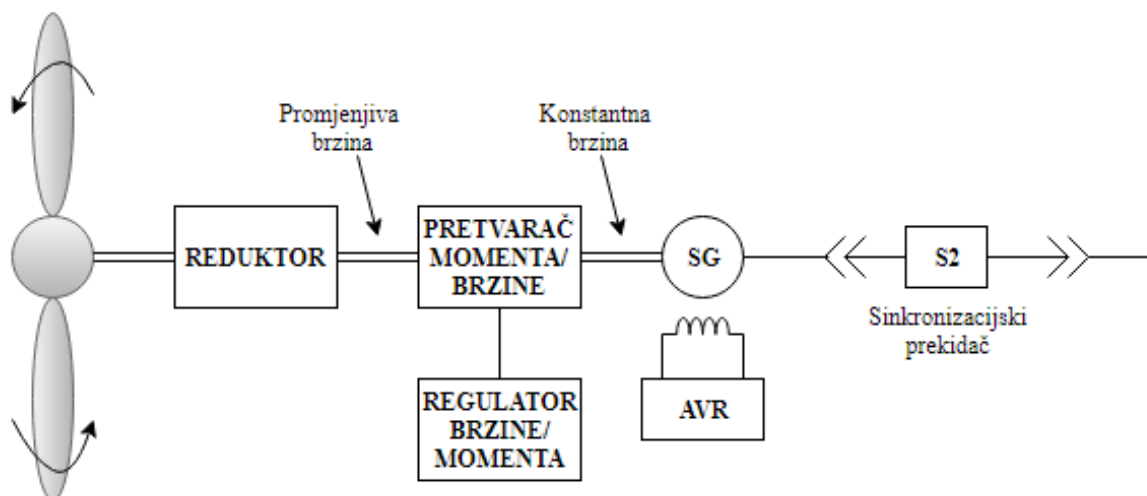 Promjenjiva
brzina
Konstantna
brzina
REDUKTOR
PRETVARAČ
MOMENTA/
BRZINE
SG
S2
Sinkronizacijski
prekidač
REGULATOR
BRZINE/
MOMENTA
AVR